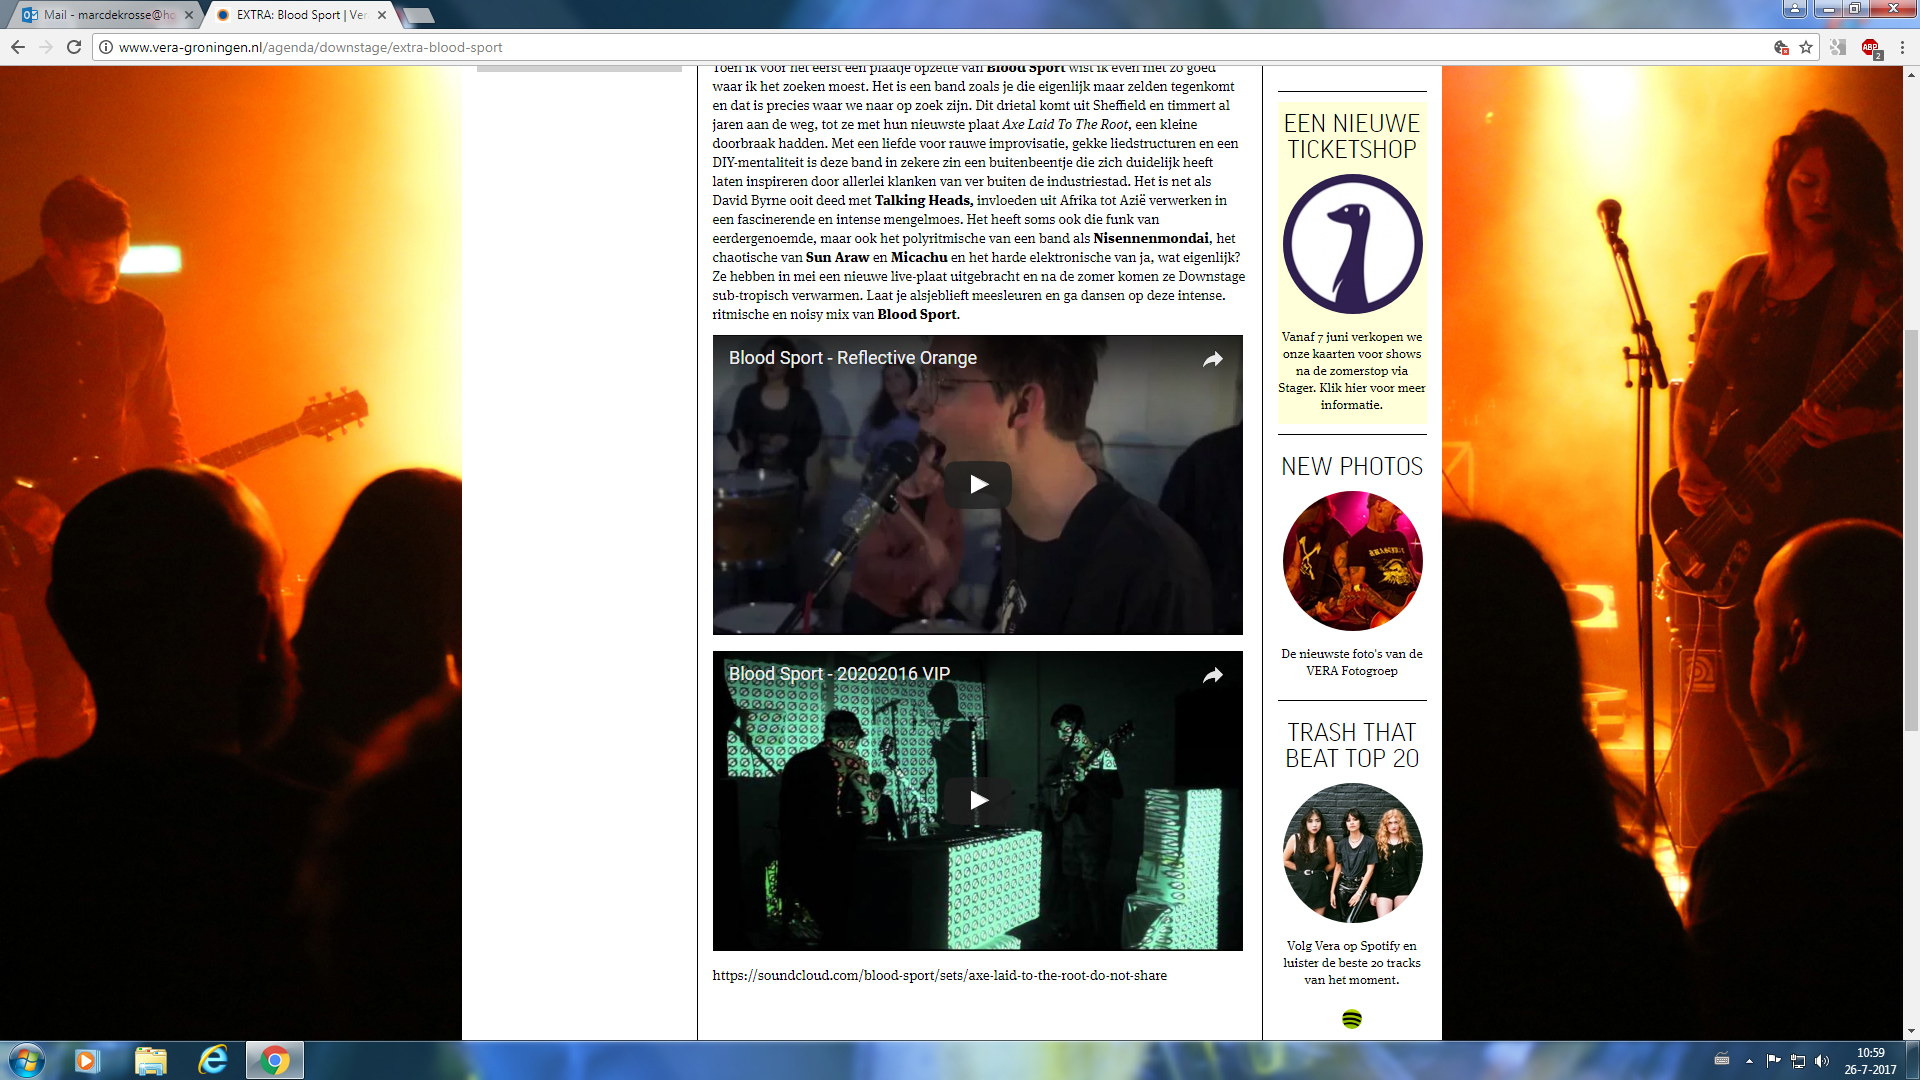 Mail - marcdekrosse@ho
EXTRA: Blood Sport | Ver
www.vera-groningen.nl/agenda/downstage/extra-blood-sport
ABP
2
Toen ik voor het eerst een plaatje opzette van Blood Sport wist ik even niet zo goed
waar ik het zoeken moest. Het is een band zoals je die eigenlijk maar zelden tegenkomt
en dat is precies waar we naar op zoek zijn. Dit drietal komt uit Sheffield en timmert al
jaren aan de weg, tot ze met hun nieuwste plaat Axe Laid To The Root, een kleine
doorbraak hadden. Met een liefde voor rauwe improvisatie, gekke liedstructuren en een
DIY-mentaliteit is deze band in zekere zin een buitenbeentje die zich duidelijk heeft
laten inspireren door allerlei klanken van ver buiten de industriestad. Het is net als
David Byrne ooit deed met Talking Heads, invloeden uit Afrika tot Azië verwerken in
een fascinerende en intense mengelmoes. Het heeft soms ook die funk van
eerdergenoemde, maar ook het polyritmische van een band als Nisennenmondai, het
chaotische van Sun Araw en Micachu en het harde elektronische van ja, wat eigenlijk?
Ze hebben in mei een nieuwe live-plaat uitgebracht en na de zomer komen ze Downstage
sub-tropisch verwarmen. Laat je alsjeblieft meesleuren en ga dansen op deze intense.
ritmische en noisy mix van Blood Sport.
Blood Sport - Reflective Orange
Blood Sport - 20202016 VIP
https://soundcloud.com/blood-sport/sets/axe-laid-to-the-root-do-not-share
EEN NIEUWE
TICKETSHOP
Vanaf 7 juni verkopen we
onze kaarten voor shows
na de zomerstop via
Stager. Klik hier voor meer
informatie.
NEW PHOTOS
De nieuwste foto's van de
VERA Fotogroep
TRASH THAT
BEAT TOP 20
Volg Vera op Spotify en
luister de beste 20 tracks
van het moment.
10:59
26-7-2017